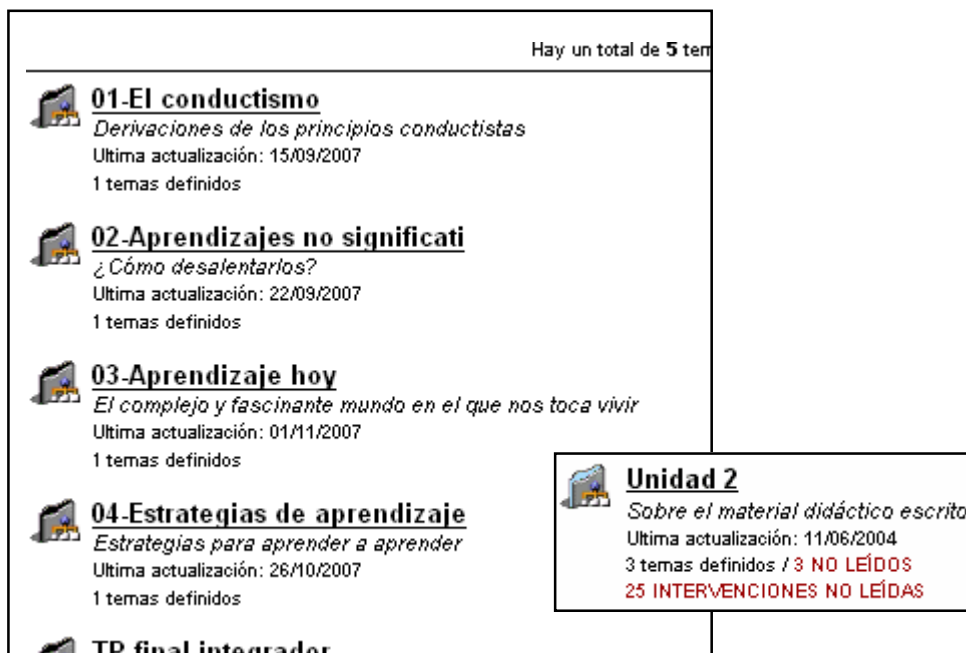 Hay un total de 5 tem
01-El conductismo
Derivaciones de los principios conductistas
Ultima actualización: 15/09/2007
1 temas definidos
02-Aprendizajes no significati
¿Cómo desalentarlos?
Ultima actualización: 22/09/2007
1 temas definidos
03-Aprendizaje hoy
El complejo y fascinante mundo en el que nos toca vivir
Ultima actualización: 01/11/2007
1 temas definidos
04-Estrategias de aprendizaje
Estrategias para aprender a aprender
Ultima actualización: 26/10/2007
1 temas definidos
TP final integrador
Unidad 2
Sobre el material didáctico escrito
Ultima actualización: 11/06/2004
3 temas definidos / 3 NO LEÍDOS
25 INTERVENCIONES NO LEÍDAS